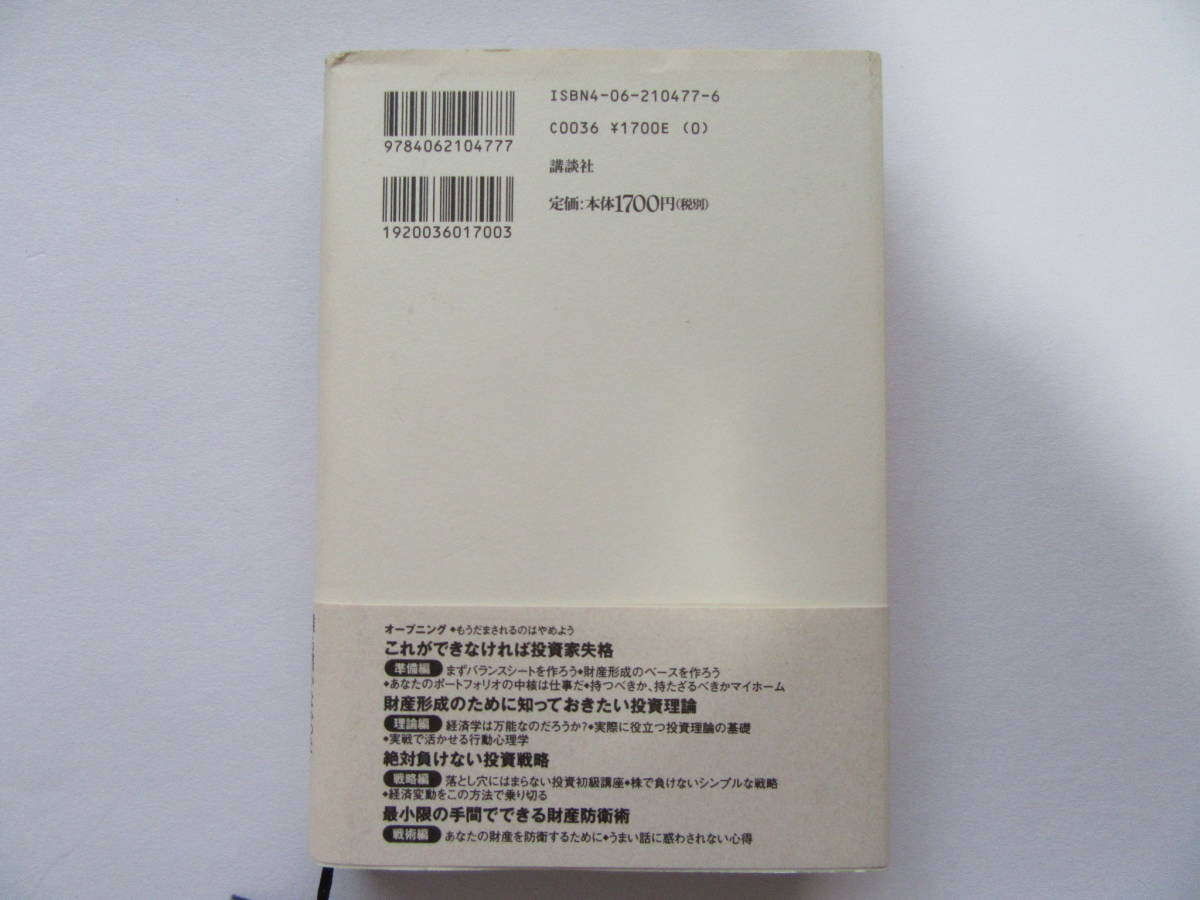 ISBN4-06-210477-6
C0036 ¥1700E (0)
9784062104777
講談社
定価:本体1700円(税別)
1920036017003
オープニング◆もうだまされるのはやめよう
これができなければ投資家失格
準備編 まずバランスシートを作ろう◆財産形成のベースを作ろう
◆あなたのポートフォリオの中核は仕事だ◆持つべきか、持たざるべきかマイホーム
財産形成のために知っておきたい投資理論
理論編 経済学は万能なのだろうか?◆実際に役立つ投資理論の基礎
◆実戦で活かせる行動心理学
絶対負けない投資戦略
戦略編 落とし穴にはまらない投資初級講座◆株で負けないシンプルな戦略
◆経済変動をこの方法で乗り切る
最小限の手間でできる財産防衛術
戦術編 あなたの財産を防衛するために◆うまい話に惑わされない心得